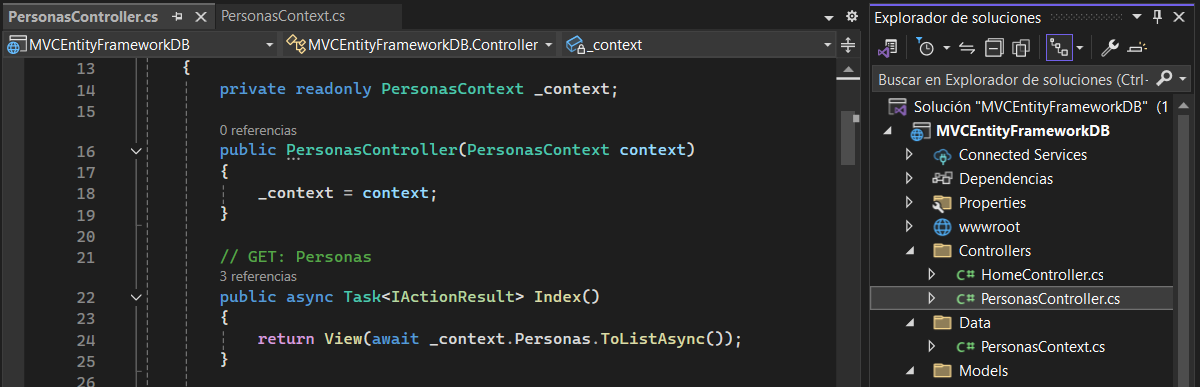 PersonasController.cs
PersonasContext.cs
MVCEntityFrameworkDB
MVCEntityFrameworkDB.Controller
_context
13 {
14 private readonly PersonasContext _context;
15
0 referencias
16 public PersonasController(PersonasContext context)
17 {
18 _context = context;
19 }
20
21 // GET: Personas
3 referencias
22 public async Task<IActionResult> Index()
23 {
24 return View(await _context.Personas.ToListAsync());
25 }
26
Explorador de soluciones
Buscar en Explorador de soluciones (Ctrl-
Solución "MVCEntityFrameworkDB" (1
MVCEntityFrameworkDB
Connected Services
Dependencias
Properties
wwwroot
Controllers
C# HomeController.cs
C# PersonasController.cs
Data
C# PersonasContext.cs
Models